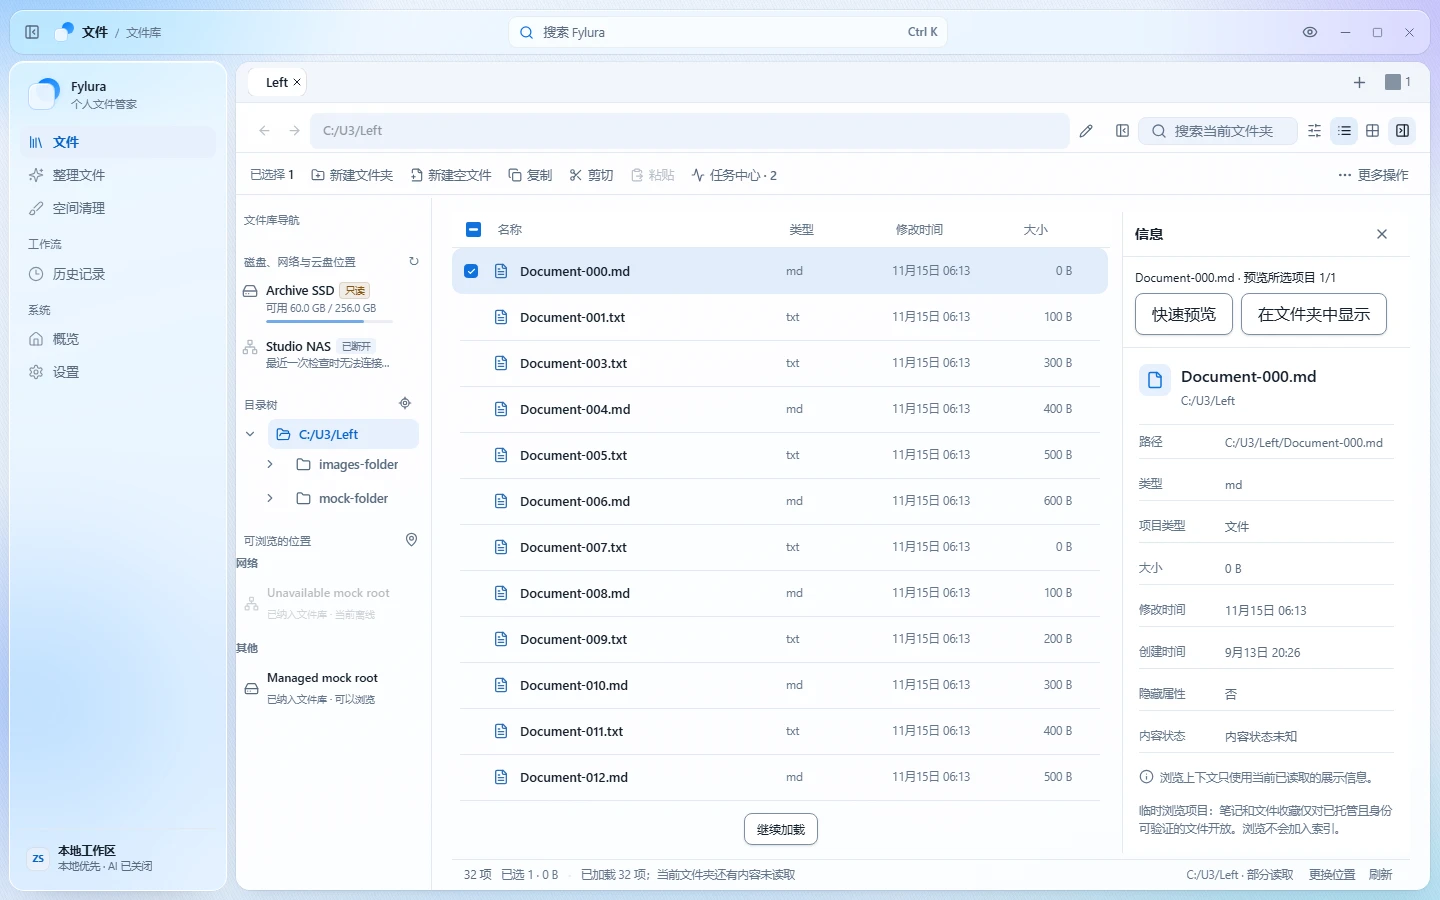 文件 / 文件库
搜索 Fylura Ctrl K
Fylura
个人文件管家
文件
整理文件
空间清理
工作流
历史记录
系统
概览
设置
ZS
本地工作区
本地优先 · AI 已关闭
Left
1
C:/U3/Left
搜索当前文件夹
已选择 1 新建文件夹 新建空文件 复制 剪切 粘贴 任务中心 · 2 更多操作
文件库导航
磁盘、网络与云盘位置
Archive SSD 只读
可用 60.0 GB / 256.0 GB
Studio NAS 已断开
最近一次检查时无法连接...
目录树
C:/U3/Left
images-folder
mock-folder
可浏览的位置
网络
Unavailable mock root
已纳入文件库 · 当前离线
其他
Managed mock root
已纳入文件库 · 可以浏览
名称 类型 修改时间 大小
Document-000.md md 11月15日 06:13 0 B
Document-001.txt txt 11月15日 06:13 100 B
Document-003.txt txt 11月15日 06:13 300 B
Document-004.md md 11月15日 06:13 400 B
Document-005.txt txt 11月15日 06:13 500 B
Document-006.md md 11月15日 06:13 600 B
Document-007.txt txt 11月15日 06:13 0 B
Document-008.md md 11月15日 06:13 100 B
Document-009.txt txt 11月15日 06:13 200 B
Document-010.md md 11月15日 06:13 300 B
Document-011.txt txt 11月15日 06:13 400 B
Document-012.md md 11月15日 06:13 500 B
继续加载
32 项 已选 1 · 0 B · 已加载 32 项；当前文件夹还有内容未读取
C:/U3/Left · 部分读取 更换位置 刷新
信息
Document-000.md · 预览所选项目 1/1
快速预览 在文件夹中显示
Document-000.md
C:/U3/Left
路径 C:/U3/Left/Document-000.md
类型 md
项目类型 文件
大小 0 B
修改时间 11月15日 06:13
创建时间 9月13日 20:26
隐藏属性 否
内容状态 内容状态未知
浏览上下文只使用当前已读取的展示信息。
临时浏览项目：笔记和文件收藏仅对已托管且身份
可验证的文件开放。浏览不会加入索引。